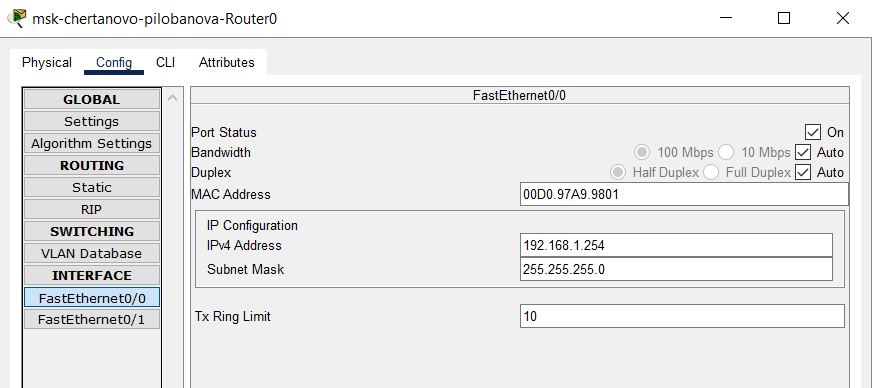 msk-chertanovo-pilobanova-Router0
Physical Config CLI Attributes
GLOBAL
Settings
Algorithm Settings
ROUTING
Static
RIP
SWITCHING
VLAN Database
INTERFACE
FastEthernet0/0
FastEthernet0/1
FastEthernet0/0
Port Status On
Bandwidth 100 Mbps 10 Mbps Auto
Duplex Half Duplex Full Duplex Auto
MAC Address 00D0.97A9.9801
IP Configuration
IPv4 Address 192.168.1.254
Subnet Mask 255.255.255.0
Tx Ring Limit 10